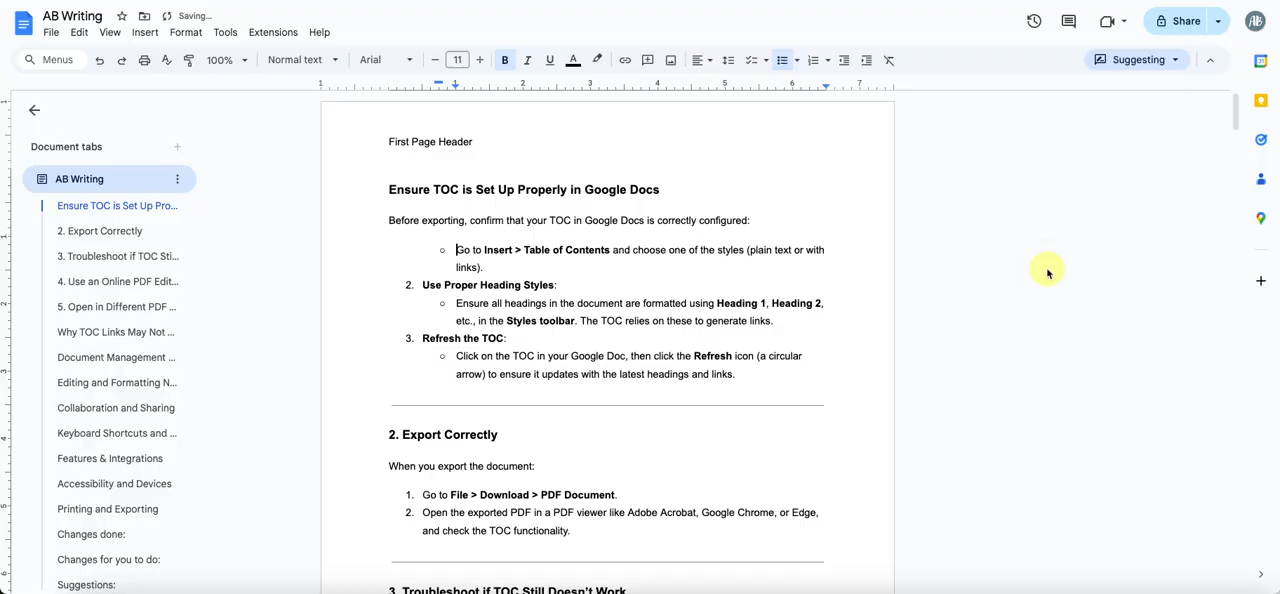 AB Writing
Saving...
File Edit View Insert Format Tools Extensions Help
Share
AB
Menus
100%
Normal text
Arial
11
B I U A
Suggesting
1 1 2 3 4 5 6 7
Document tabs
AB Writing
Ensure TOC is Set Up Pro...
2. Export Correctly
3. Troubleshoot if TOC Sti...
4. Use an Online PDF Edit...
5. Open in Different PDF ...
Why TOC Links May Not ...
Document Management ...
Editing and Formatting N...
Collaboration and Sharing
Keyboard Shortcuts and ...
Features & Integrations
Accessibility and Devices
Printing and Exporting
Changes done:
Changes for you to do:
Suggestions:
First Page Header
Ensure TOC is Set Up Properly in Google Docs
Before exporting, confirm that your TOC in Google Docs is correctly configured:
○ Go to Insert > Table of Contents and choose one of the styles (plain text or with
links).
2. Use Proper Heading Styles:
○ Ensure all headings in the document are formatted using Heading 1, Heading 2,
etc., in the Styles toolbar. The TOC relies on these to generate links.
3. Refresh the TOC:
○ Click on the TOC in your Google Doc, then click the Refresh icon (a circular
arrow) to ensure it updates with the latest headings and links.
2. Export Correctly
When you export the document:
1. Go to File > Download > PDF Document.
2. Open the exported PDF in a PDF viewer like Adobe Acrobat, Google Chrome, or Edge,
and check the TOC functionality.
3. Troubleshoot if TOC Still Doesn't Work